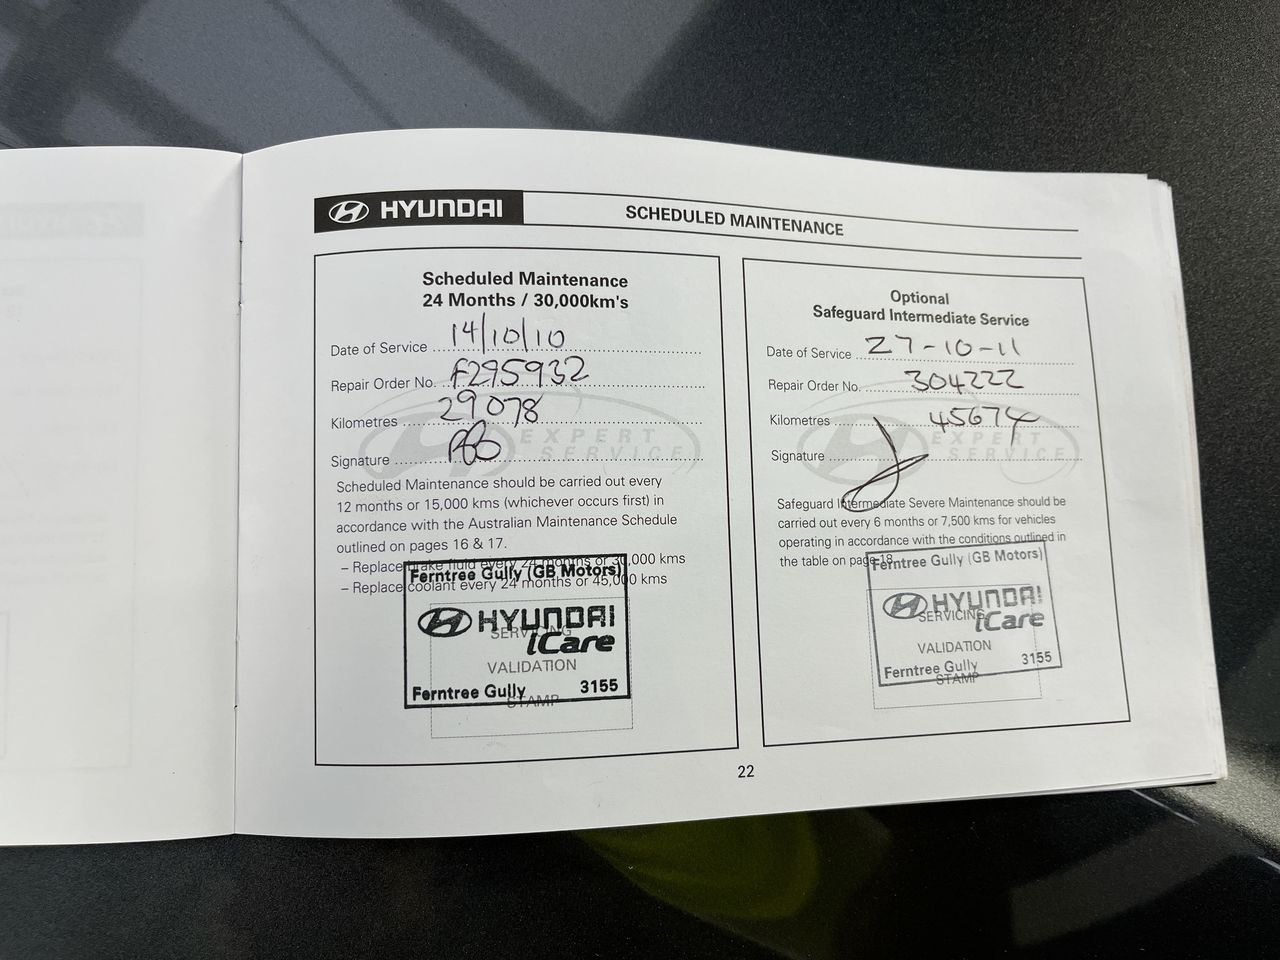 HYUNDAI
SCHEDULED MAINTENANCE
Scheduled Maintenance
24 Months / 30,000km's
Date of Service 14/10/10
Repair Order No. F295932
Kilometres 29078
Signature
EXPERT
SERVICE
Scheduled Maintenance should be carried out every
12 months or 15,000 kms (whichever occurs first) in
accordance with the Australian Maintenance Schedule
outlined on pages 16 & 17.
– Replace brake fluid every 24 months or 30,000 kms
– Replace coolant every 24 months or 45,000 kms
Ferntree Gully (GB Motors)
HYUNDAI
iCare
SERVICING
VALIDATION
STAMP
Ferntree Gully 3155
Optional
Safeguard Intermediate Service
Date of Service 27-10-11
Repair Order No. 304222
Kilometres 45674
Signature
EXPERT
SERVICE
Safeguard Intermediate Severe Maintenance should be
carried out every 6 months or 7,500 kms for vehicles
operating in accordance with the conditions outlined in
the table on page 18.
Ferntree Gully (GB Motors)
HYUNDAI
iCare
SERVICING
VALIDATION
STAMP
Ferntree Gully 3155
22